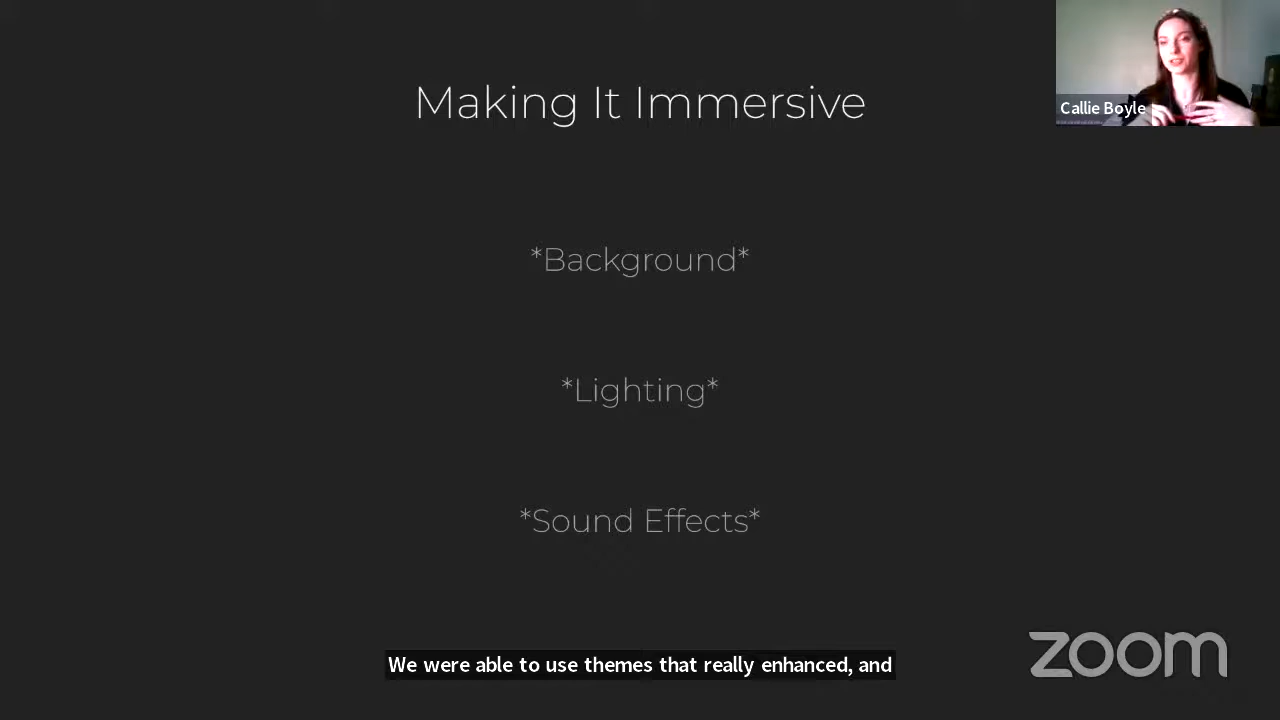 Making It Immersive
Callie Boyle
*Background*
*Lighting*
*Sound Effects*
We were able to use themes that really enhanced, and
zoom